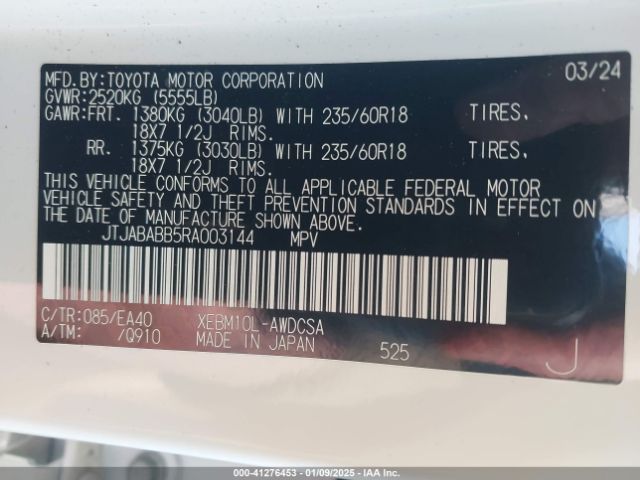 MFD.BY:TOYOTA MOTOR CORPORATION 03/24
GVWR:2520KG (5555LB)
GAWR:FRT. 1380KG (3040LB) WITH 235/60R18 TIRES.
18X7 1/2J RIMS.
RR. 1375KG (3030LB) WITH 235/60R18 TIRES.
18X7 1/2J RIMS.
THIS VEHICLE CONFORMS TO ALL APPLICABLE FEDERAL MOTOR
VEHICLE SAFETY AND THEFT PREVENTION STANDARDS IN EFFECT ON
THE DATE OF MANUFACTURE SHOWN ABOVE.
JTJABABB5RA003144 MPV
C/TR:085/EA40 XEBM10L-AWDCSA
A/TM: /Q910 MADE IN JAPAN 525 J
000-41276453 - 01/09/2025 - IAA Inc.